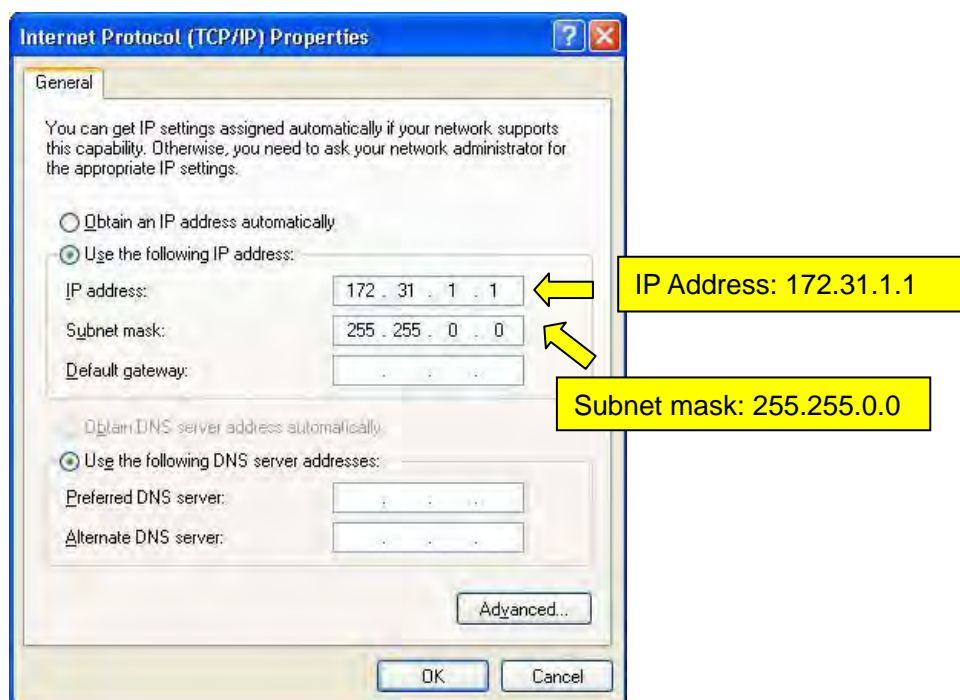 Internet Protocol (TCP/IP) Properties
General
You can get IP settings assigned automatically if your network supports
this capability. Otherwise, you need to ask your network administrator for
the appropriate IP settings.
Obtain an IP address automatically
Use the following IP address:
IP address: 172 . 31 . 1 . 1
IP Address: 172.31.1.1
Subnet mask: 255 . 255 . 0 . 0
Default gateway: . . .
Subnet mask: 255.255.0.0
Obtain DNS server address automatically
Use the following DNS server addresses:
Preferred DNS server: . . .
Alternate DNS server: . . .
Advanced...
OK Cancel